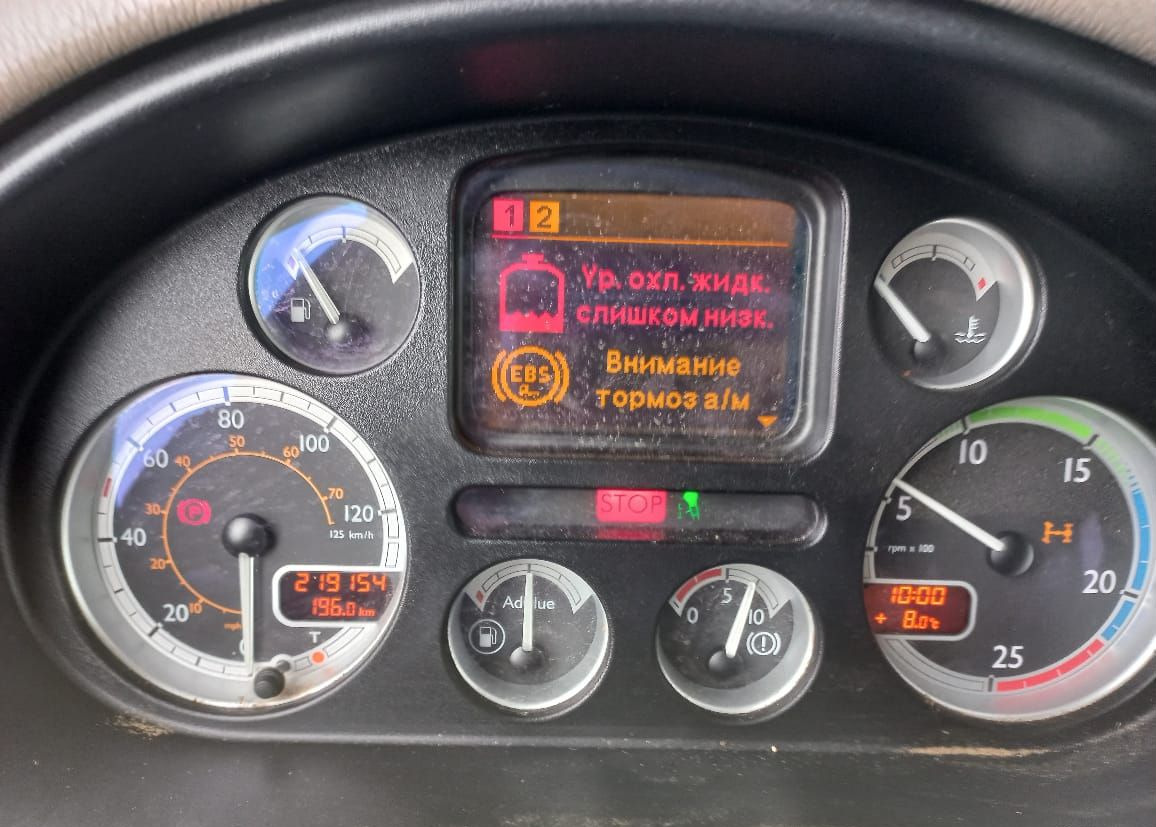 1 2
Ур. охл. жидк.
слишком низк.
EBS
Внимание
тормоз а/м
STOP
20 40 60 80 100 120
125 km/h
10 20 30 40 50 60 70
mph
P
219154
196.0 km
T
AdBlue
0 5 10
5 10 15 20 25
rpm x 100
10:00
+ 8.0°c